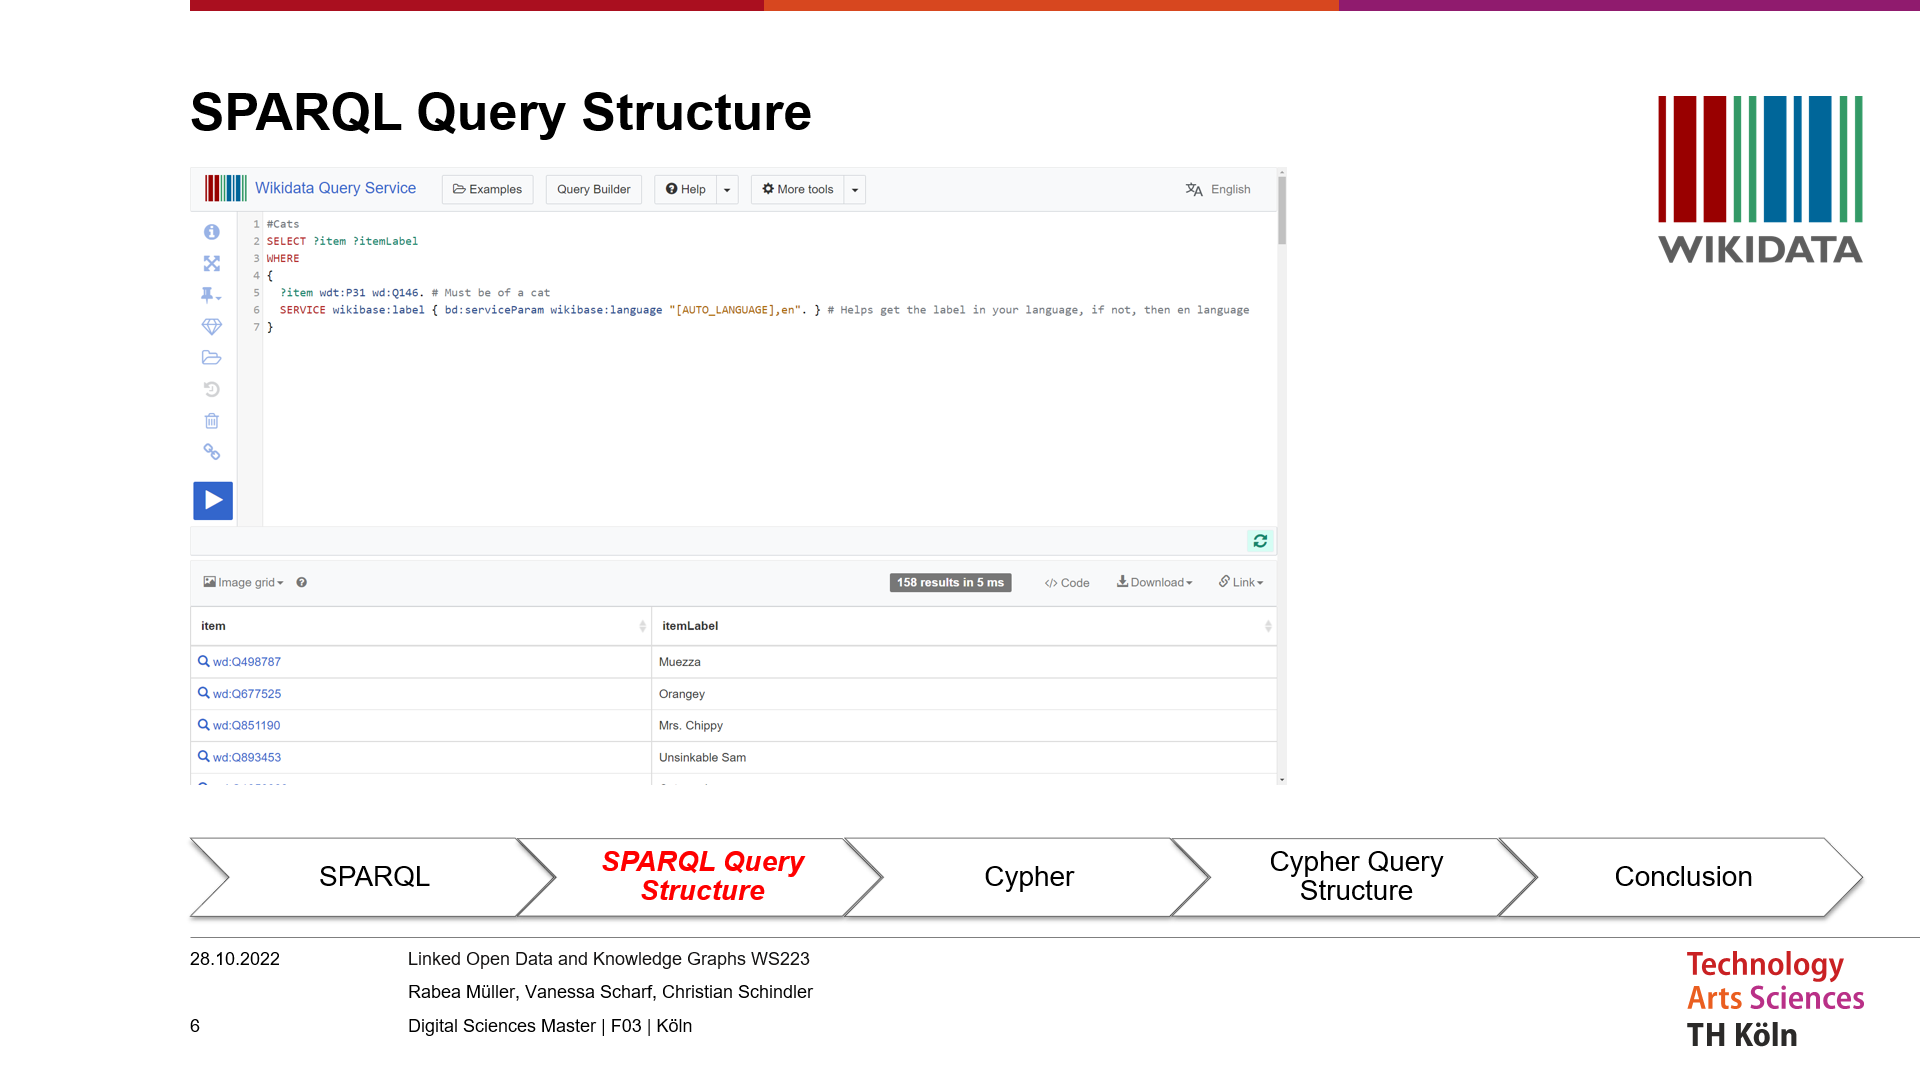 SPARQL Query Structure
WIKIDATA
Wikidata Query Service
Examples
Query Builder
Help
More tools
English
1 #Cats
2 SELECT ?item ?itemLabel
3 WHERE
4 {
5 ?item wdt:P31 wd:Q146. # Must be of a cat
6 SERVICE wikibase:label { bd:serviceParam wikibase:language "[AUTO_LANGUAGE],en". } # Helps get the label in your language, if not, then en language
7 }
Image grid
158 results in 5 ms
</> Code
Download
Link
item itemLabel
wd:Q498787 Muezza
wd:Q677525 Orangey
wd:Q851190 Mrs. Chippy
wd:Q893453 Unsinkable Sam
SPARQL
SPARQL Query
Structure
Cypher
Cypher Query
Structure
Conclusion
28.10.2022
Linked Open Data and Knowledge Graphs WS223
Rabea Müller, Vanessa Scharf, Christian Schindler
6
Digital Sciences Master | F03 | Köln
Technology
Arts Sciences
TH Köln